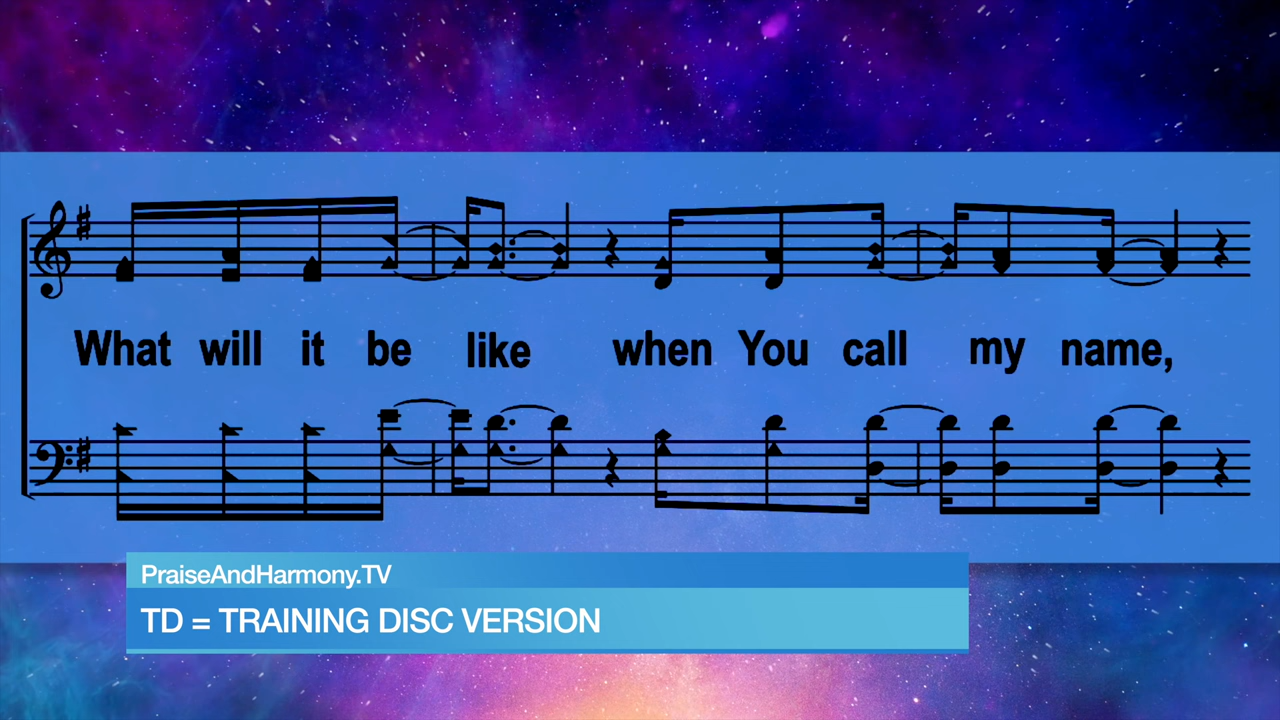 What will it be like when You call my name,
PraiseAndHarmony.TV
TD = TRAINING DISC VERSION